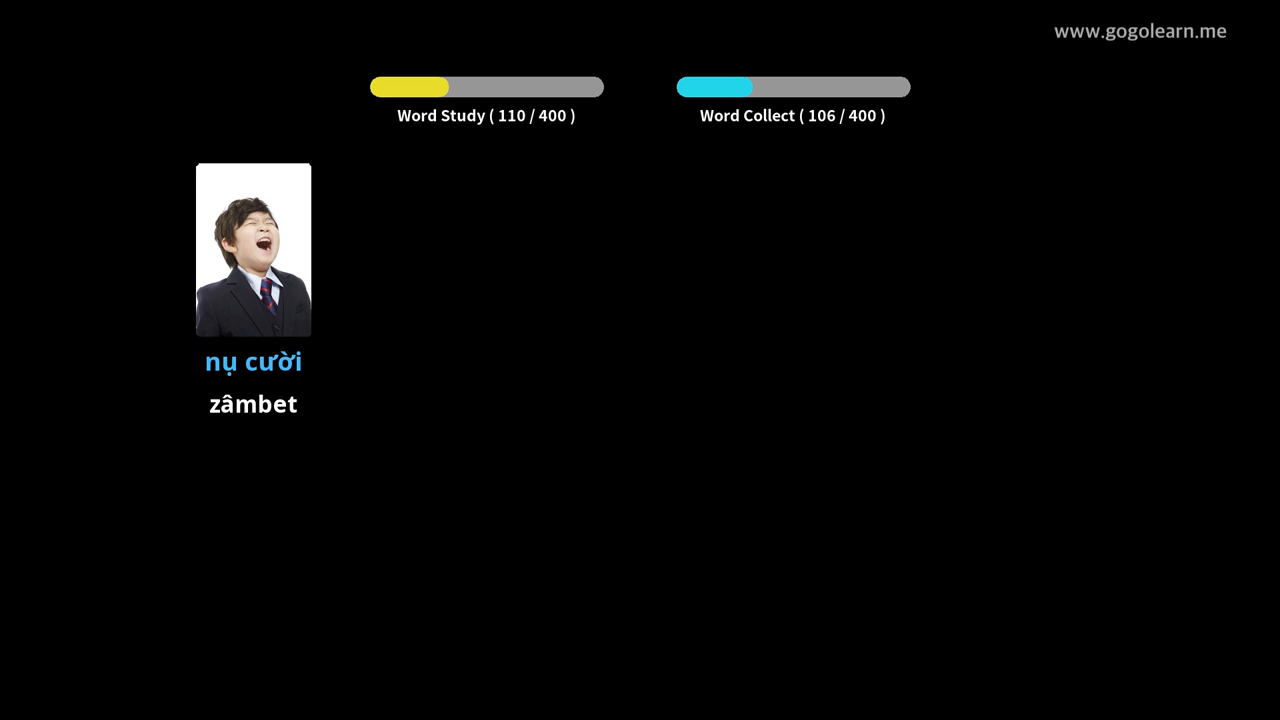 www.gogolearn.me
Word Study ( 110 / 400 )
Word Collect ( 106 / 400 )
nụ cười
zâmbet